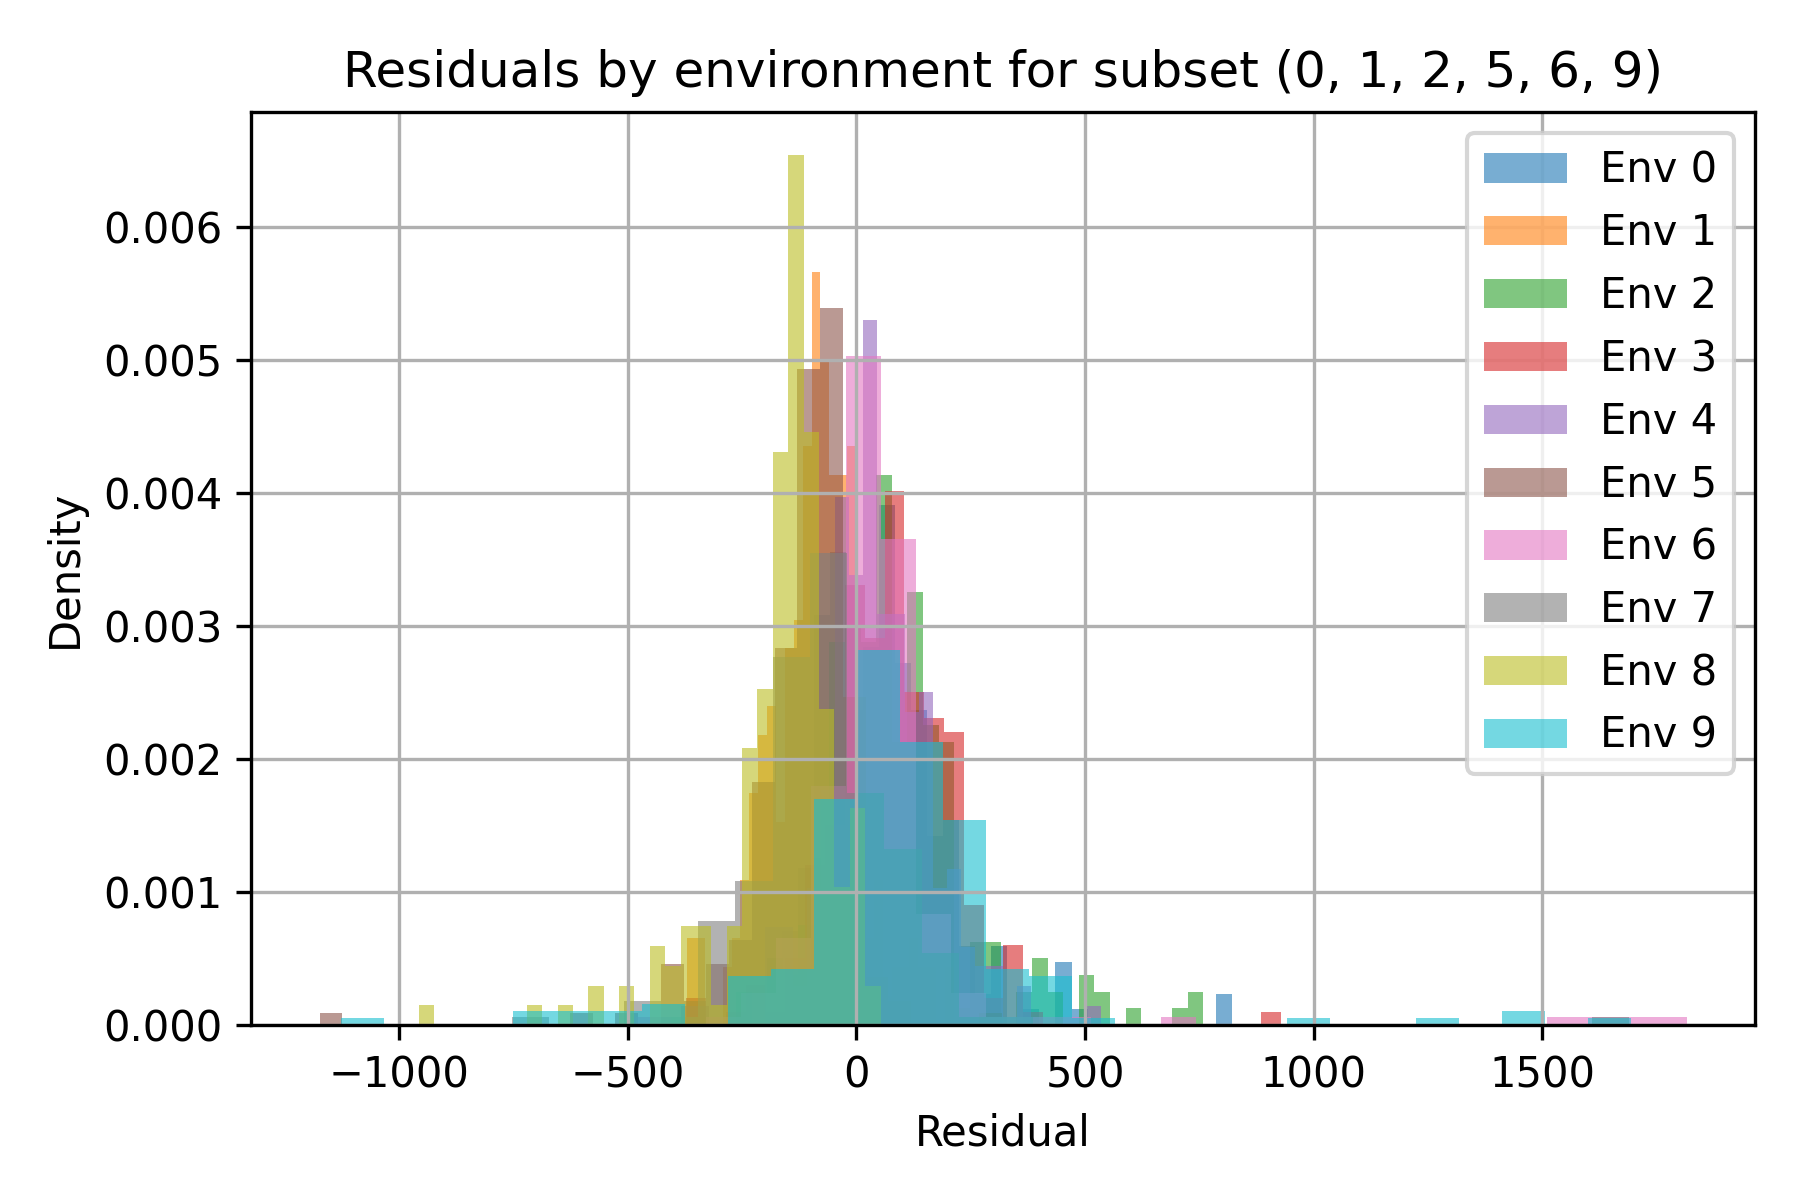 Residuals by environment for subset (0, 1, 2, 5, 6, 9)
Env 0
Env 1
Env 2
Env 3
Env 4
Env 5
Env 6
Env 7
Env 8
Env 9
Density
0.006
0.005
0.004
0.003
0.002
0.001
0.000
−1000
−500
0
500
1000
1500
Residual